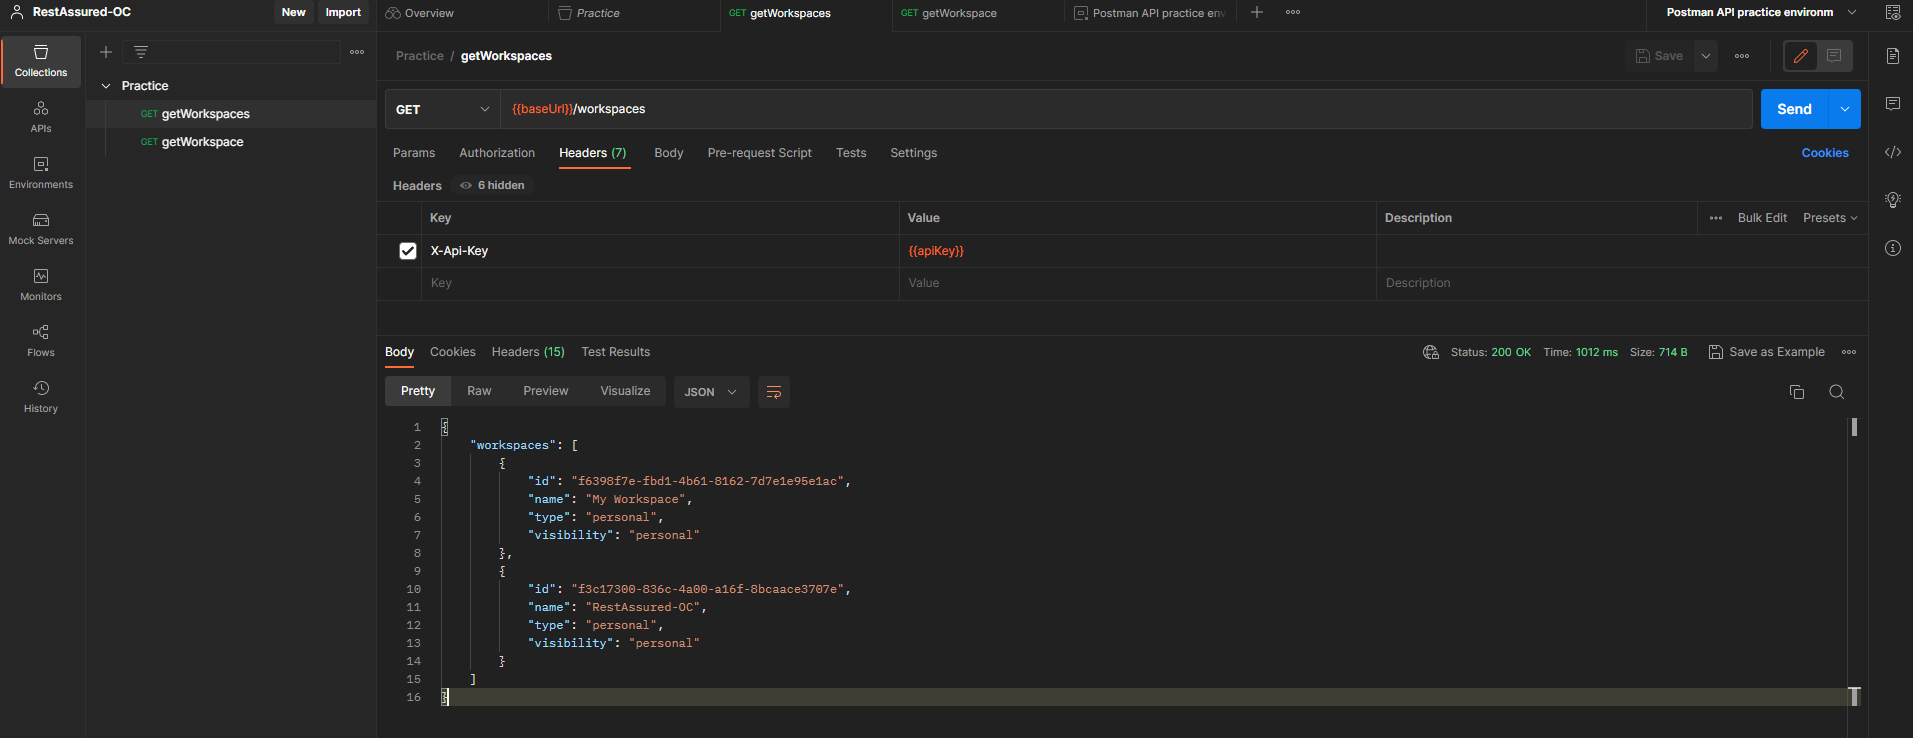 RestAssured-OC New Import
Overview Practice GET getWorkspaces GET getWorkspace Postman API practice env Postman API practice environm
Collections
APIs
Environments
Mock Servers
Monitors
Flows
History
Practice
GET getWorkspaces
GET getWorkspace
Practice / getWorkspaces Save
GET {{baseUrl}}/workspaces Send
Params Authorization Headers (7) Body Pre-request Script Tests Settings Cookies
Headers 6 hidden
Key Value Description Bulk Edit Presets
X-Api-Key {{apiKey}}
Key Value Description
Body Cookies Headers (15) Test Results Status: 200 OK Time: 1012 ms Size: 714 B Save as Example
Pretty Raw Preview Visualize JSON
1 {
2 "workspaces": [
3 {
4 "id": "f6398f7e-fbd1-4b61-8162-7d7e1e95e1ac",
5 "name": "My Workspace",
6 "type": "personal",
7 "visibility": "personal"
8 },
9 {
10 "id": "f3c17300-836c-4a00-a16f-8bcaace3707e",
11 "name": "RestAssured-OC",
12 "type": "personal",
13 "visibility": "personal"
14 }
15 ]
16 }